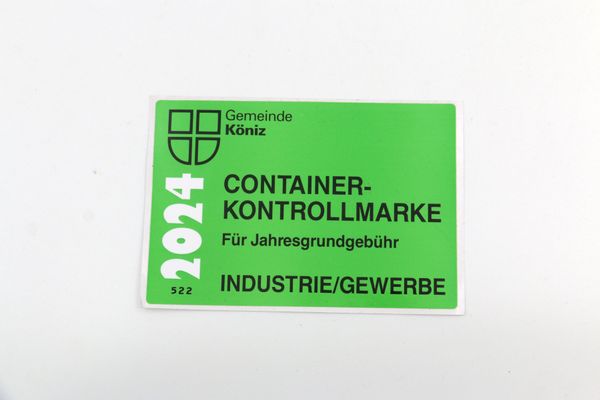 Gemeinde
Köniz
2024
CONTAINER-
KONTROLLMARKE
Für Jahresgrundgebühr
522
INDUSTRIE/GEWERBE